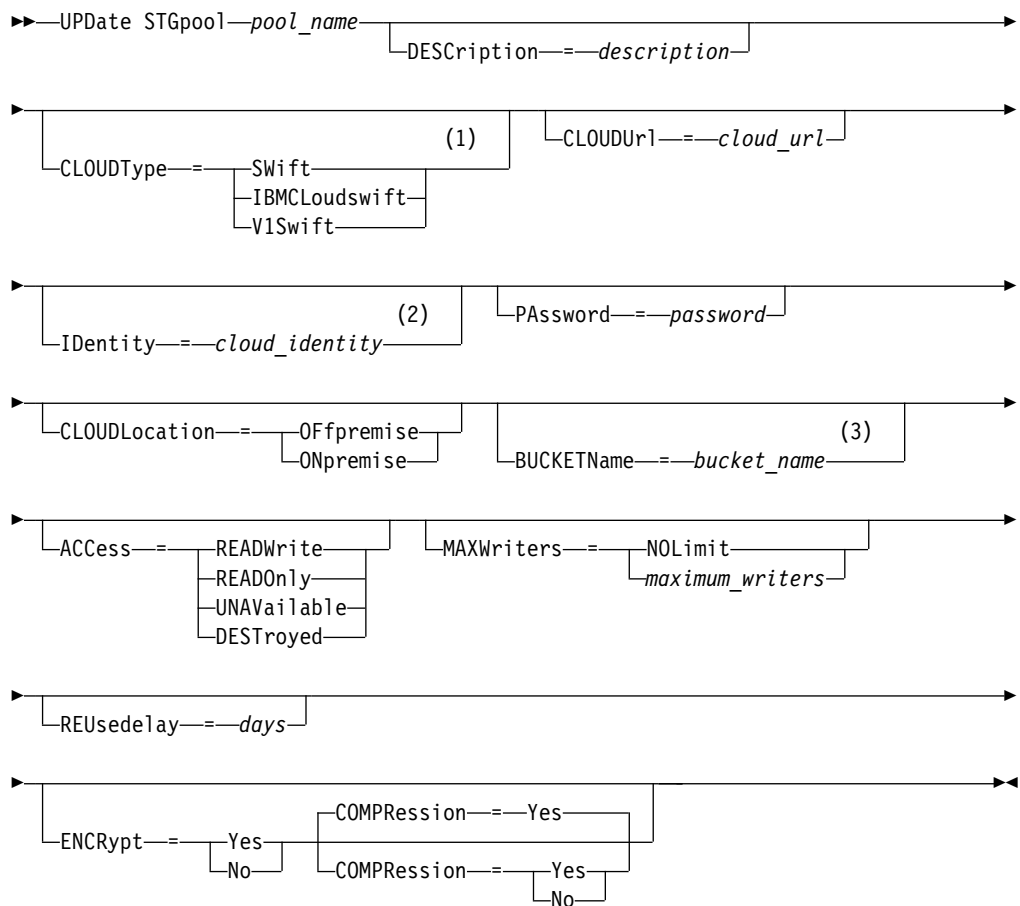 UPDate STGpool pool_name
DESCription = description
(1)
CLOUDType = SWift
IBMCLoudswift
V1Swift
CLOUDUrl = cloud_url
(2)
IDentity = cloud_identity
PAssword = password
CLOUDLocation = OFfpremise
ONpremise
(3)
BUCKETName = bucket_name
ACCess = READWrite
READOnly
UNAVailable
DESTroyed
MAXWriters = NOLimit
maximum_writers
REUsedelay = days
COMPRession = Yes
ENCRypt = Yes
No
COMPRession = Yes
No